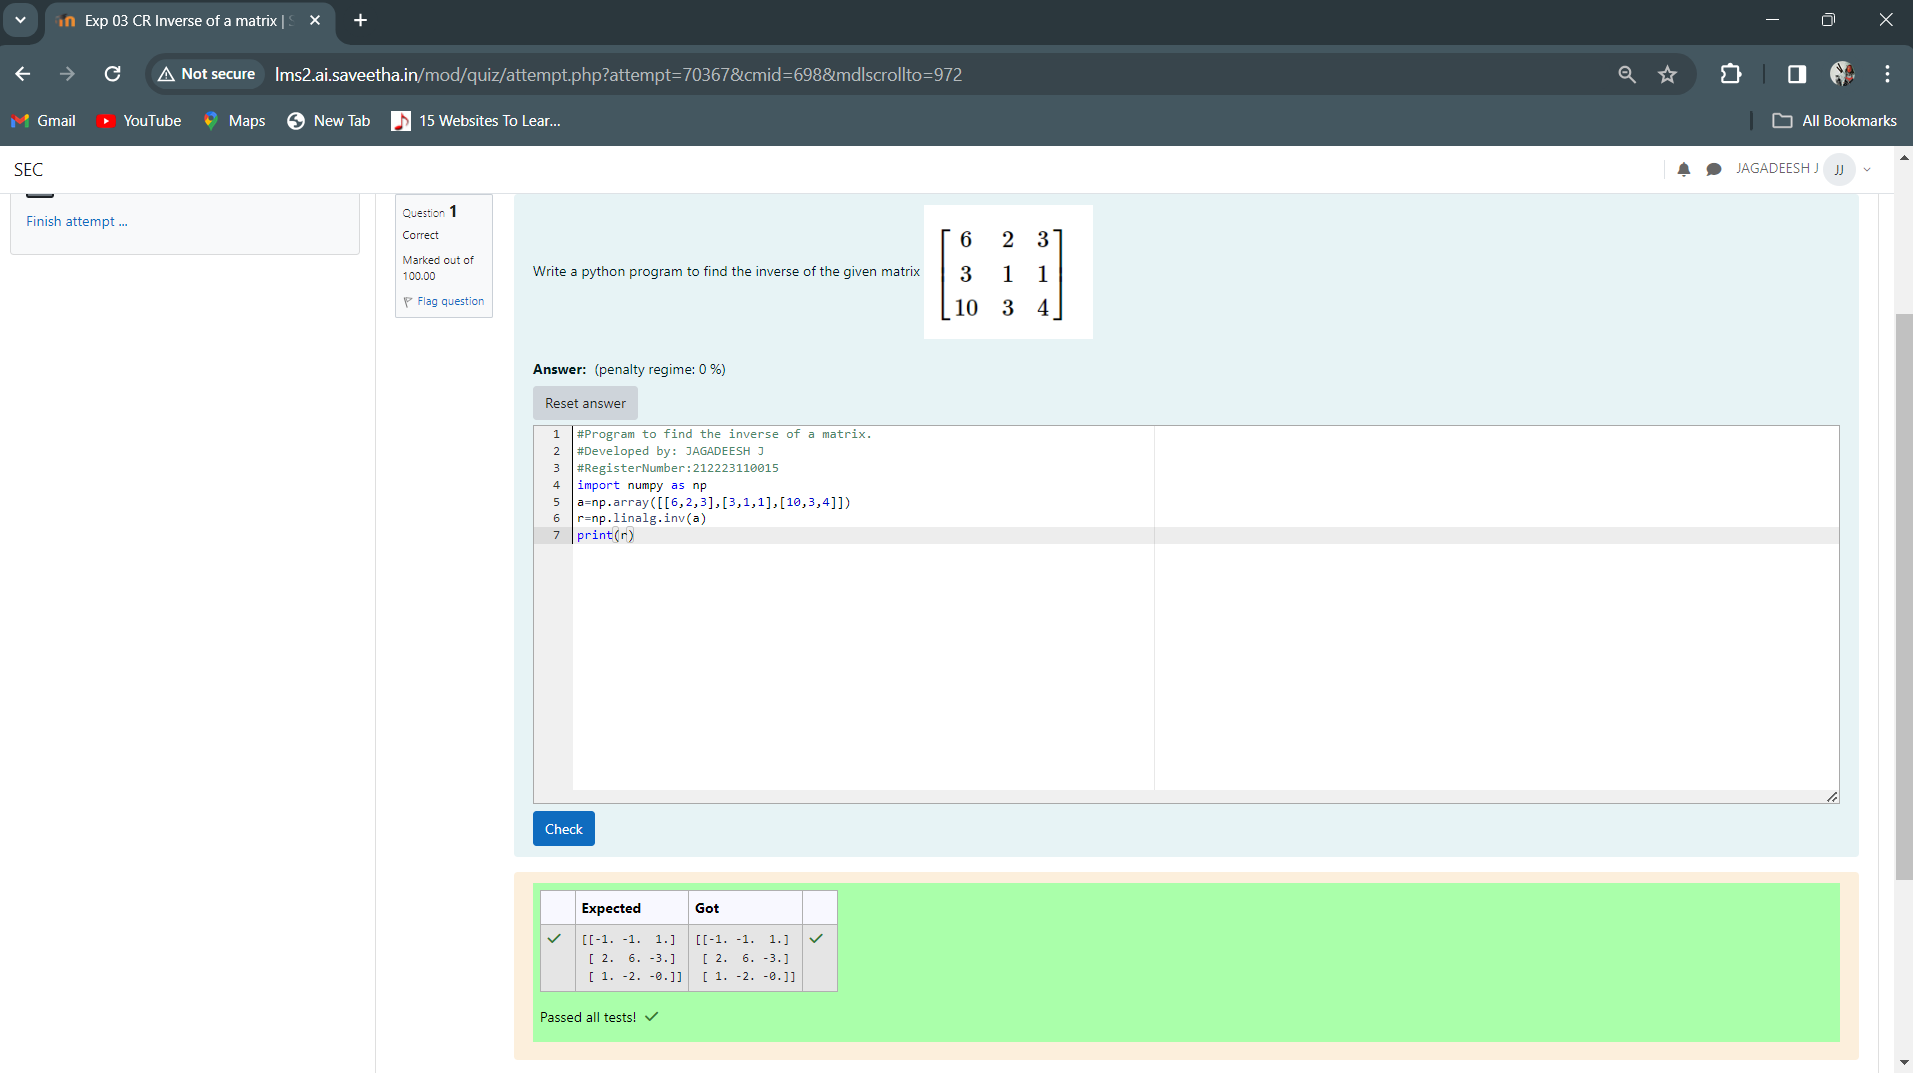 Exp 03 CR Inverse of a matrix |
Not secure
lms2.ai.saveetha.in/mod/quiz/attempt.php?attempt=70367&cmid=698&mdlscrollto=972
Gmail
YouTube
Maps
New Tab
15 Websites To Lear...
All Bookmarks
SEC
JAGADEESH J
JJ
Finish attempt ...
Question 1
Correct
Marked out of
100.00
Flag question
Write a python program to find the inverse of the given matrix
6 2 3
3 1 1
10 3 4
Answer: (penalty regime: 0 %)
Reset answer
1 #Program to find the inverse of a matrix.
2 #Developed by: JAGADEESH J
3 #RegisterNumber:212223110015
4 import numpy as np
5 a=np.array([[6,2,3],[3,1,1],[10,3,4]])
6 r=np.linalg.inv(a)
7 print(r)
Check
Expected Got
[[-1. -1.  1.] [[-1. -1.  1.]
[ 2.  6. -3.] [ 2.  6. -3.]
[ 1. -2. -0.]] [ 1. -2. -0.]]
Passed all tests!